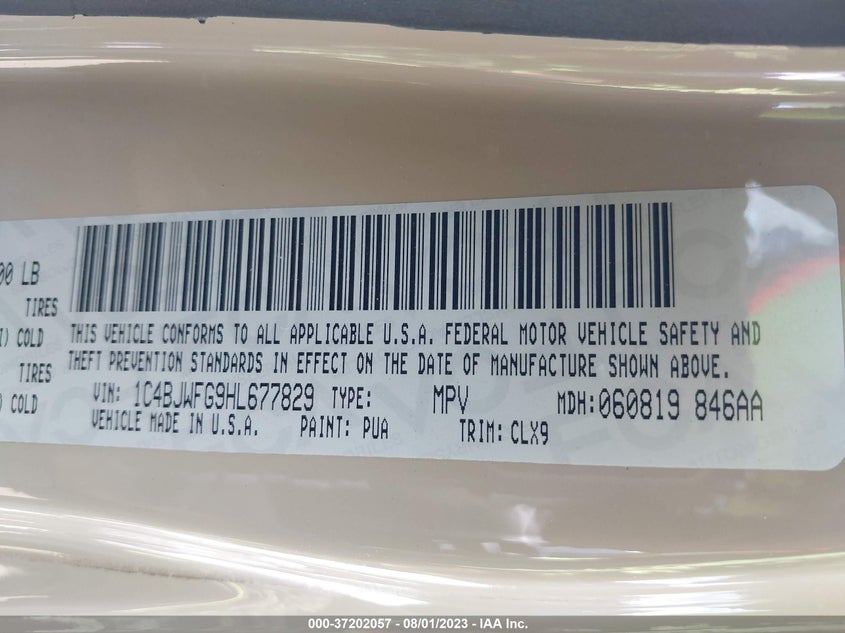 00 LB
TIRES
I) COLD
TIRES
) COLD
THIS VEHICLE CONFORMS TO ALL APPLICABLE U.S.A. FEDERAL MOTOR VEHICLE SAFETY AND
THEFT PREVENTION STANDARDS IN EFFECT ON THE DATE OF MANUFACTURE SHOWN ABOVE.
VIN: 1C4BJWFG9HL677829 TYPE: MPV MDH:060819 846AA
VEHICLE MADE IN U.S.A. PAINT: PUA TRIM: CLX9
000-37202057 - 08/01/2023 - IAA Inc.